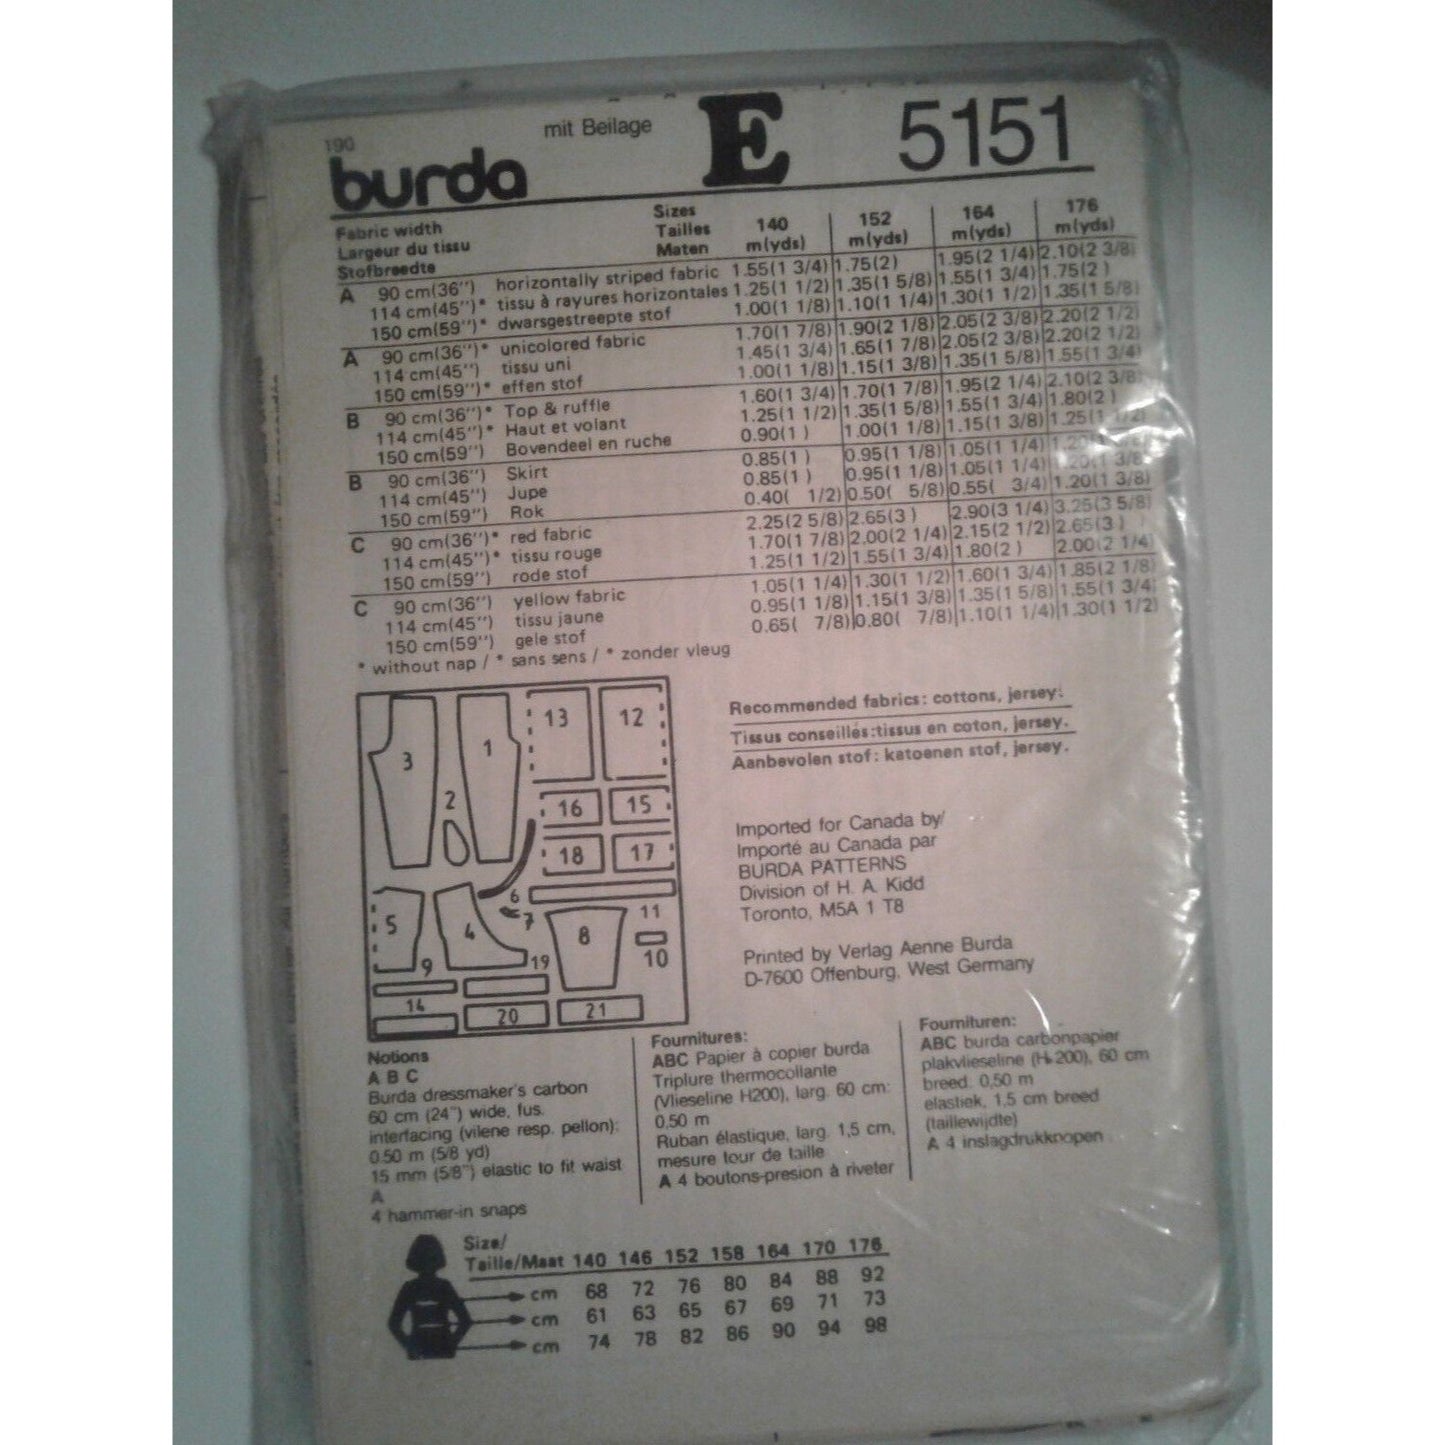 190
burda
mit Beilage
E
5151
Fabric width
Largeur du tissu
Stofbreedte
Sizes
Tailles
Maten
140 152 164 176
m(yds) m(yds) m(yds) m(yds)
A 90 cm(36'') horizontally striped fabric 1.55(1 3/4) 1.75(2) 1.95(2 1/4) 2.10(2 3/8)
114 cm(45'')* tissu à rayures horizontales 1.25(1 1/2) 1.35(1 5/8) 1.55(1 3/4) 1.75(2 )
150 cm(59'')* dwarsgestreepte stof 1.00(1 1/8) 1.10(1 1/4) 1.30(1 1/2) 1.35(1 5/8)
A 90 cm(36'')* unicolored fabric 1.70(1 7/8) 1.90(2 1/8) 2.05(2 3/8) 2.20(2 1/2)
114 cm(45'') tissu uni 1.45(1 3/4) 1.65(1 7/8) 2.05(2 3/8) 2.20(2 1/2)
150 cm(59'')* effen stof 1.00(1 1/8) 1.15(1 3/8) 1.35(1 5/8) 1.55(1 3/4)
B 90 cm(36'')* Top & ruffle 1.60(1 3/4) 1.70(1 7/8) 1.95(2 1/4) 2.10(2 3/8)
114 cm(45'')* Haut et volant 1.25(1 1/2) 1.35(1 5/8) 1.55(1 3/4) 1.80(2 )
150 cm(59'') Bovendeel en ruche 0.90(1 ) 1.00(1 1/8) 1.15(1 3/8) 1.25(1 1/2)
B 90 cm(36'') Skirt 0.85(1 ) 0.95(1 1/8) 1.05(1 1/4) 1.20(1 3/8)
114 cm(45'') Jupe 0.85(1 ) 0.95(1 1/8) 1.05(1 1/4) 1.20(1 3/8)
150 cm(59'') Rok 0.40( 1/2) 0.50( 5/8) 0.55( 3/4) 1.20(1 3/8)
C 90 cm(36'')* red fabric 2.25(2 5/8) 2.65(3 ) 2.90(3 1/4) 3.25(3 5/8)
114 cm(45'')* tissu rouge 1.70(1 7/8) 2.00(2 1/4) 2.15(2 1/2) 2.65(3 )
150 cm(59'') rode stof 1.25(1 1/2) 1.55(1 3/4) 1.80(2 ) 2.00(2 1/4)
C 90 cm(36'') yellow fabric 1.05(1 1/4) 1.30(1 1/2) 1.60(1 3/4) 1.85(2 1/8)
114 cm(45'') tissu jaune 0.95(1 1/8) 1.15(1 3/8) 1.35(1 5/8) 1.55(1 3/4)
150 cm(59'') gele stof 0.65( 7/8) 0.80( 7/8) 1.10(1 1/4) 1.30(1 1/2)
* without nap / * sans sens / * zonder vleug
3 1 13 12
2 16 15
18 17
6
5 4 7 8 11
9 19 10
14 20 21
Recommended fabrics: cottons, jersey.
Tissus conseillés:tissus en coton, jersey.
Aanbevolen stof: katoenen stof, jersey.
Imported for Canada by/
Importé au Canada par
BURDA PATTERNS
Division of H. A. Kidd
Toronto, M5A 1 T8
Printed by Verlag Aenne Burda
D-7600 Offenburg, West Germany
Notions
A B C
Burda dressmaker's carbon
60 cm (24") wide, fus.
interfacing (vilene resp. pellon):
0.50 m (5/8 yd)
15 mm (5/8") elastic to fit waist
A
4 hammer-in snaps
Fournitures:
ABC Papier à copier burda
Triplure thermocollante
(Vlieseline H200), larg. 60 cm:
0,50 m
Ruban élastique, larg. 1,5 cm,
mesure tour de taille
A 4 boutons-presion à riveter
Fournituren:
ABC burda carbonpapier
plakvlieseline (H 200), 60 cm
breed: 0,50 m
elastiek, 1,5 cm breed
(taillewijdte)
A 4 inslagdrukknopen
Size/
Taille/Maat 140 146 152 158 164 170 176
cm 68 72 76 80 84 88 92
cm 61 63 65 67 69 71 73
cm 74 78 82 86 90 94 98